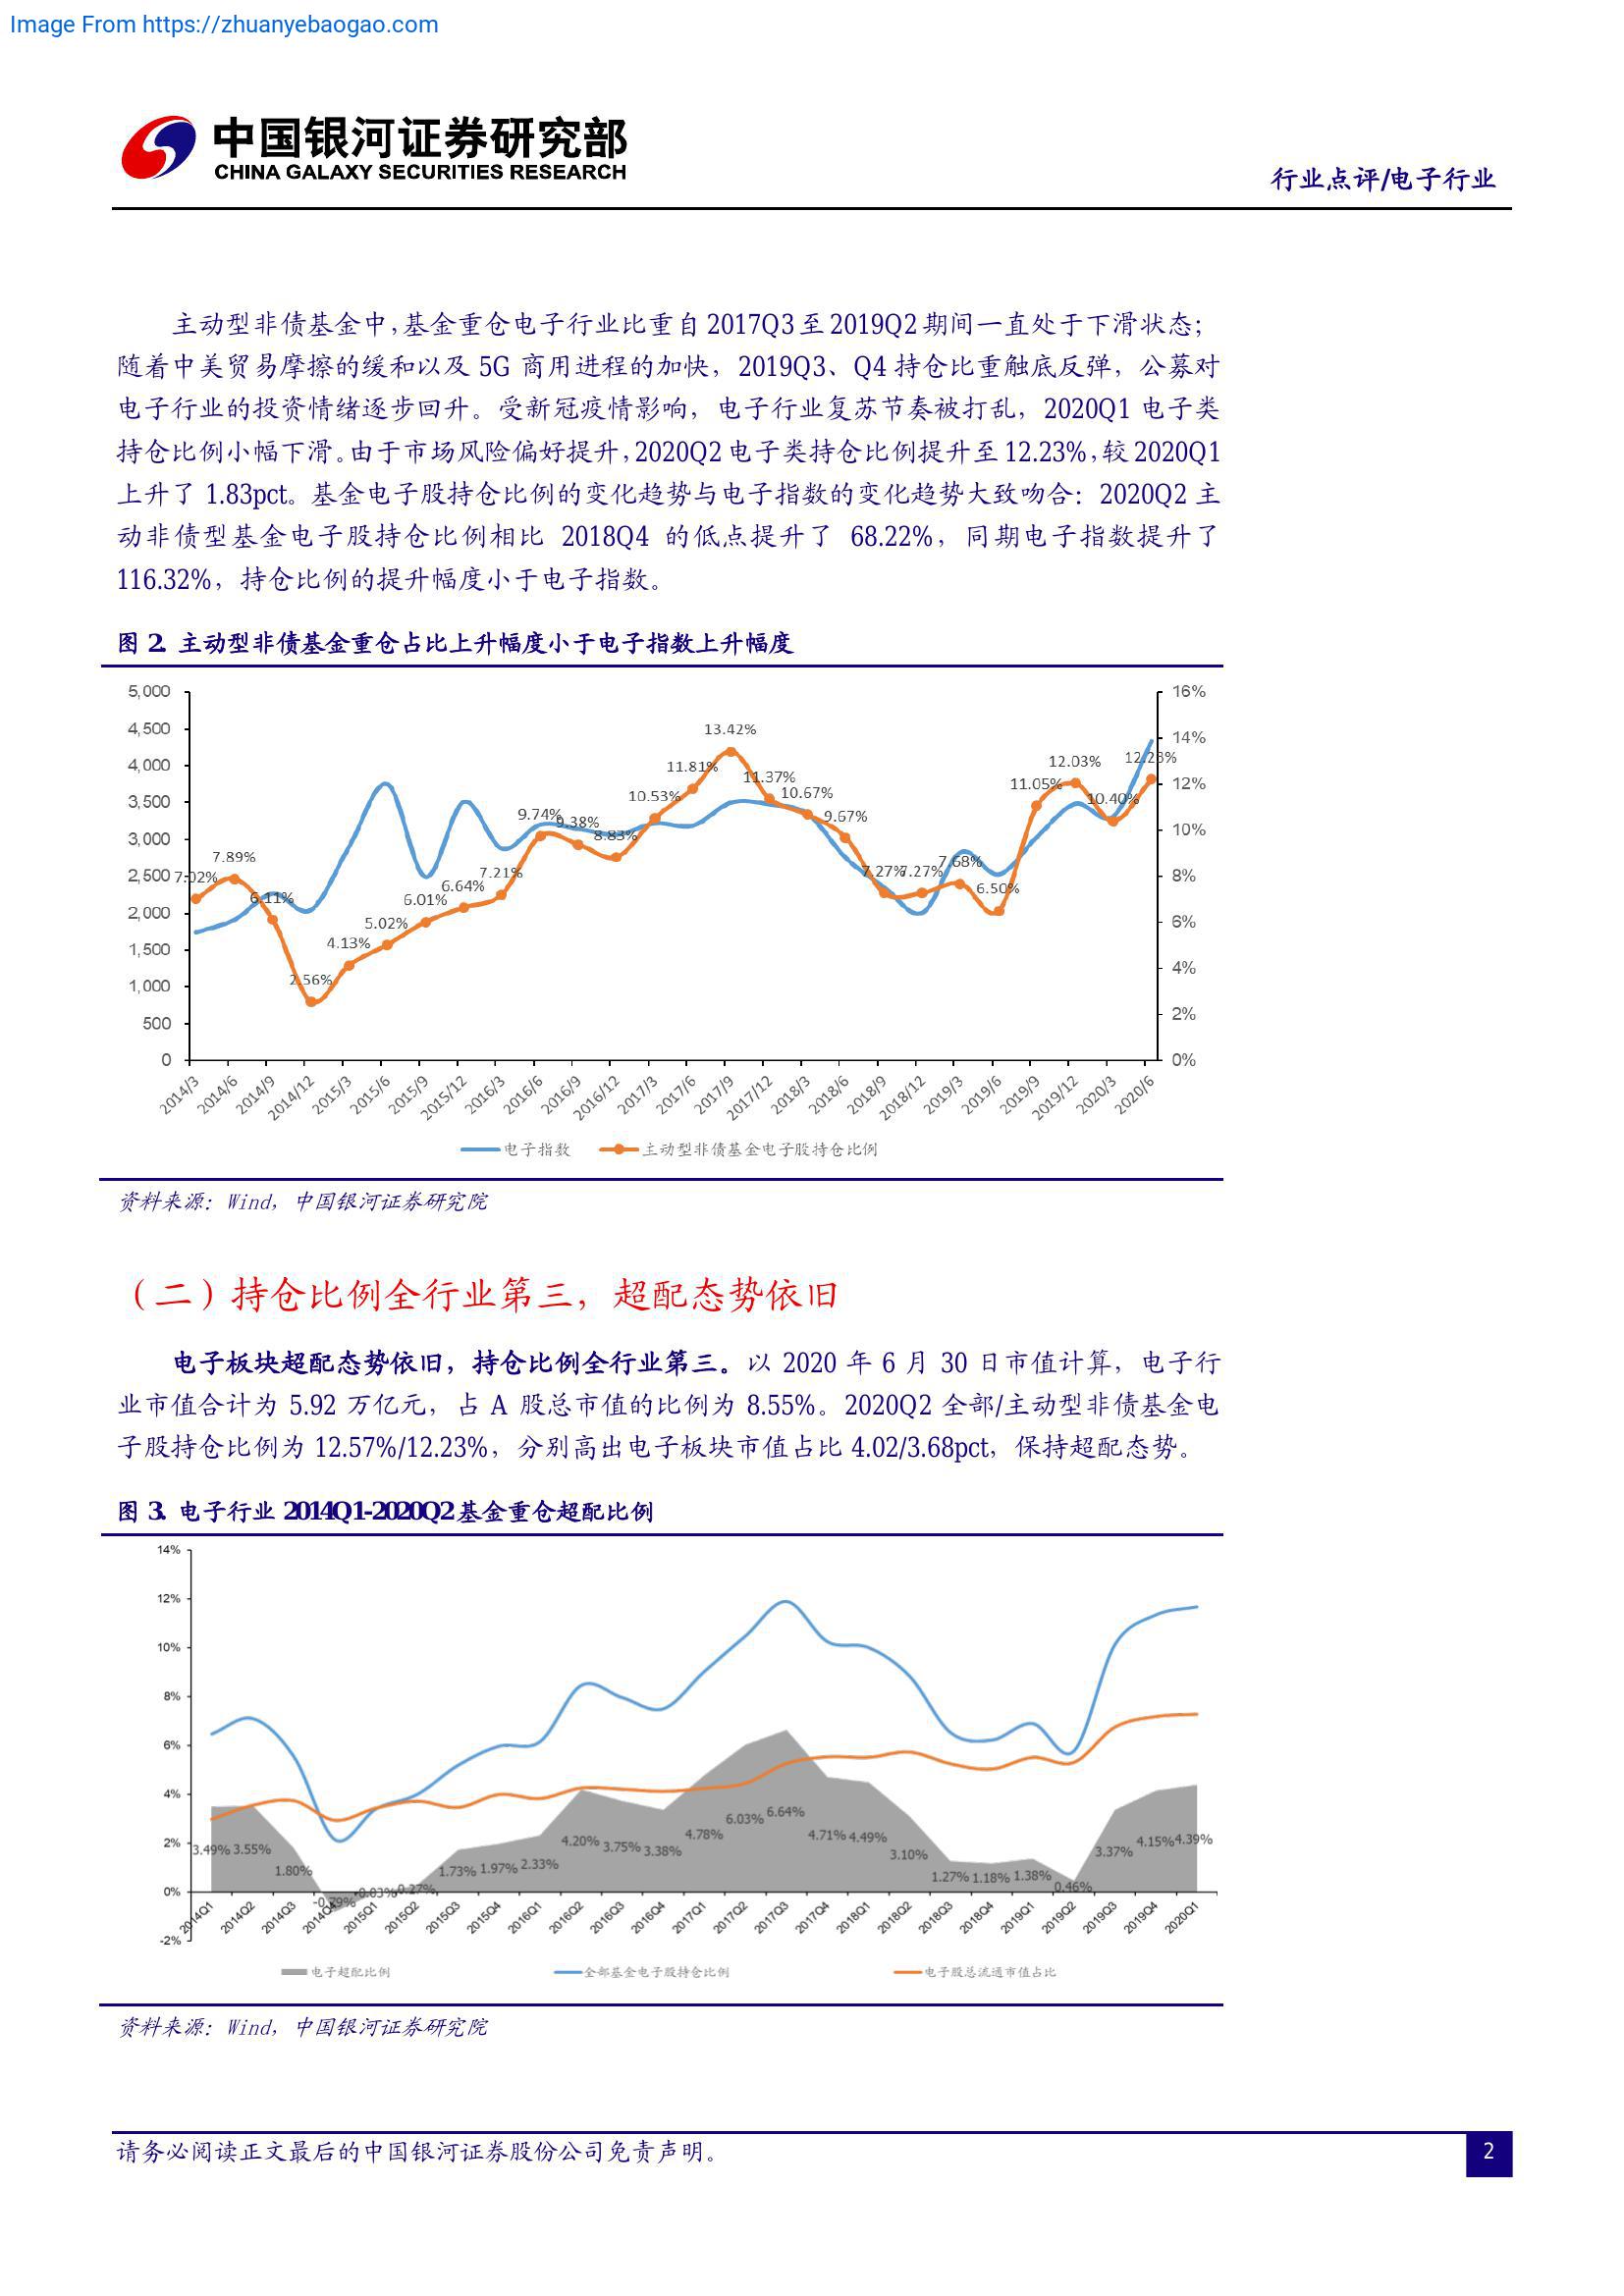 Image From https://zhuanyebaogao.com
中国银河证券研究部
CHINA GALAXY SECURITIES RESEARCH
行业点评/电子行业
主动型非债基金中，基金重仓电子行业比重自 2017Q3 至 2019Q2 期间一直处于下滑状态；
随着中美贸易摩擦的缓和以及 5G 商用进程的加快，2019Q3、Q4 持仓比重触底反弹，公募对
电子行业的投资情绪逐步回升。受新冠疫情影响，电子行业复苏节奏被打乱，2020Q1 电子类
持仓比例小幅下滑。由于市场风险偏好提升，2020Q2 电子类持仓比例提升至 12.23%，较 2020Q1
上升了 1.83pct。基金电子股持仓比例的变化趋势与电子指数的变化趋势大致吻合：2020Q2 主
动非债型基金电子股持仓比例相比 2018Q4 的低点提升了 68.22%，同期电子指数提升了
116.32%，持仓比例的提升幅度小于电子指数。
图 2. 主动型非债基金重仓占比上升幅度小于电子指数上升幅度
5,000
4,500
4,000
3,500
3,000
2,500
2,000
1,500
1,000
500
0
16%
14%
12%
10%
8%
6%
4%
2%
0%
7.02%
7.89%
6.11%
2.56%
4.13%
5.02%
6.01%
6.64%
7.21%
9.74%
9.38%
8.83%
10.53%
11.81%
13.42%
11.37%
10.67%
9.67%
7.27%
7.27%
7.68%
6.50%
11.05%
12.03%
10.40%
12.23%
2014/3
2014/6
2014/9
2014/12
2015/3
2015/6
2015/9
2015/12
2016/3
2016/6
2016/9
2016/12
2017/3
2017/6
2017/9
2017/12
2018/3
2018/6
2018/9
2018/12
2019/3
2019/6
2019/9
2019/12
2020/3
2020/6
电子指数 主动型非债基金电子股持仓比例
资料来源：Wind，中国银河证券研究院
（二）持仓比例全行业第三，超配态势依旧
电子板块超配态势依旧，持仓比例全行业第三。以 2020 年 6 月 30 日市值计算，电子行
业市值合计为 5.92 万亿元，占 A 股总市值的比例为 8.55%。2020Q2 全部/主动型非债基金电
子股持仓比例为 12.57%/12.23%，分别高出电子板块市值占比 4.02/3.68pct，保持超配态势。
图 3. 电子行业 2014Q1-2020Q2 基金重仓超配比例
14%
12%
10%
8%
6%
4%
2%
0%
-2%
3.49%
3.55%
1.80%
-0.79%
-0.03%
0.27%
1.73%
1.97%
2.33%
4.20%
3.75%
3.38%
4.78%
6.03%
6.64%
4.71%
4.49%
3.10%
1.27%
1.18%
1.38%
0.46%
3.37%
4.15%
4.39%
2014Q1
2014Q2
2014Q3
2014Q4
2015Q1
2015Q2
2015Q3
2015Q4
2016Q1
2016Q2
2016Q3
2016Q4
2017Q1
2017Q2
2017Q3
2017Q4
2018Q1
2018Q2
2018Q3
2018Q4
2019Q1
2019Q2
2019Q3
2019Q4
2020Q1
电子超配比例 全部基金电子股持仓比例 电子股总流通市值占比
资料来源：Wind，中国银河证券研究院
请务必阅读正文最后的中国银河证券股份公司免责声明。
2